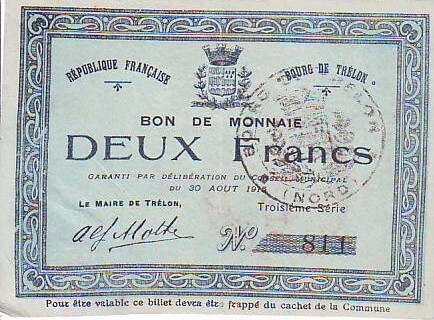 RÉPUBLIQUE FRANÇAISE
BOURG DE TRÉLON
BON DE MONNAIE
DEUX Francs
GARANTI PAR DÉLIBÉRATION DU CONSEIL MUNICIPAL
DU 30 AOUT 1915
LE MAIRE DE TRÉLON,
Troisième Série
Nº 811
(NORD)
Pour être valable ce billet devra être frappé du cachet de la Commune